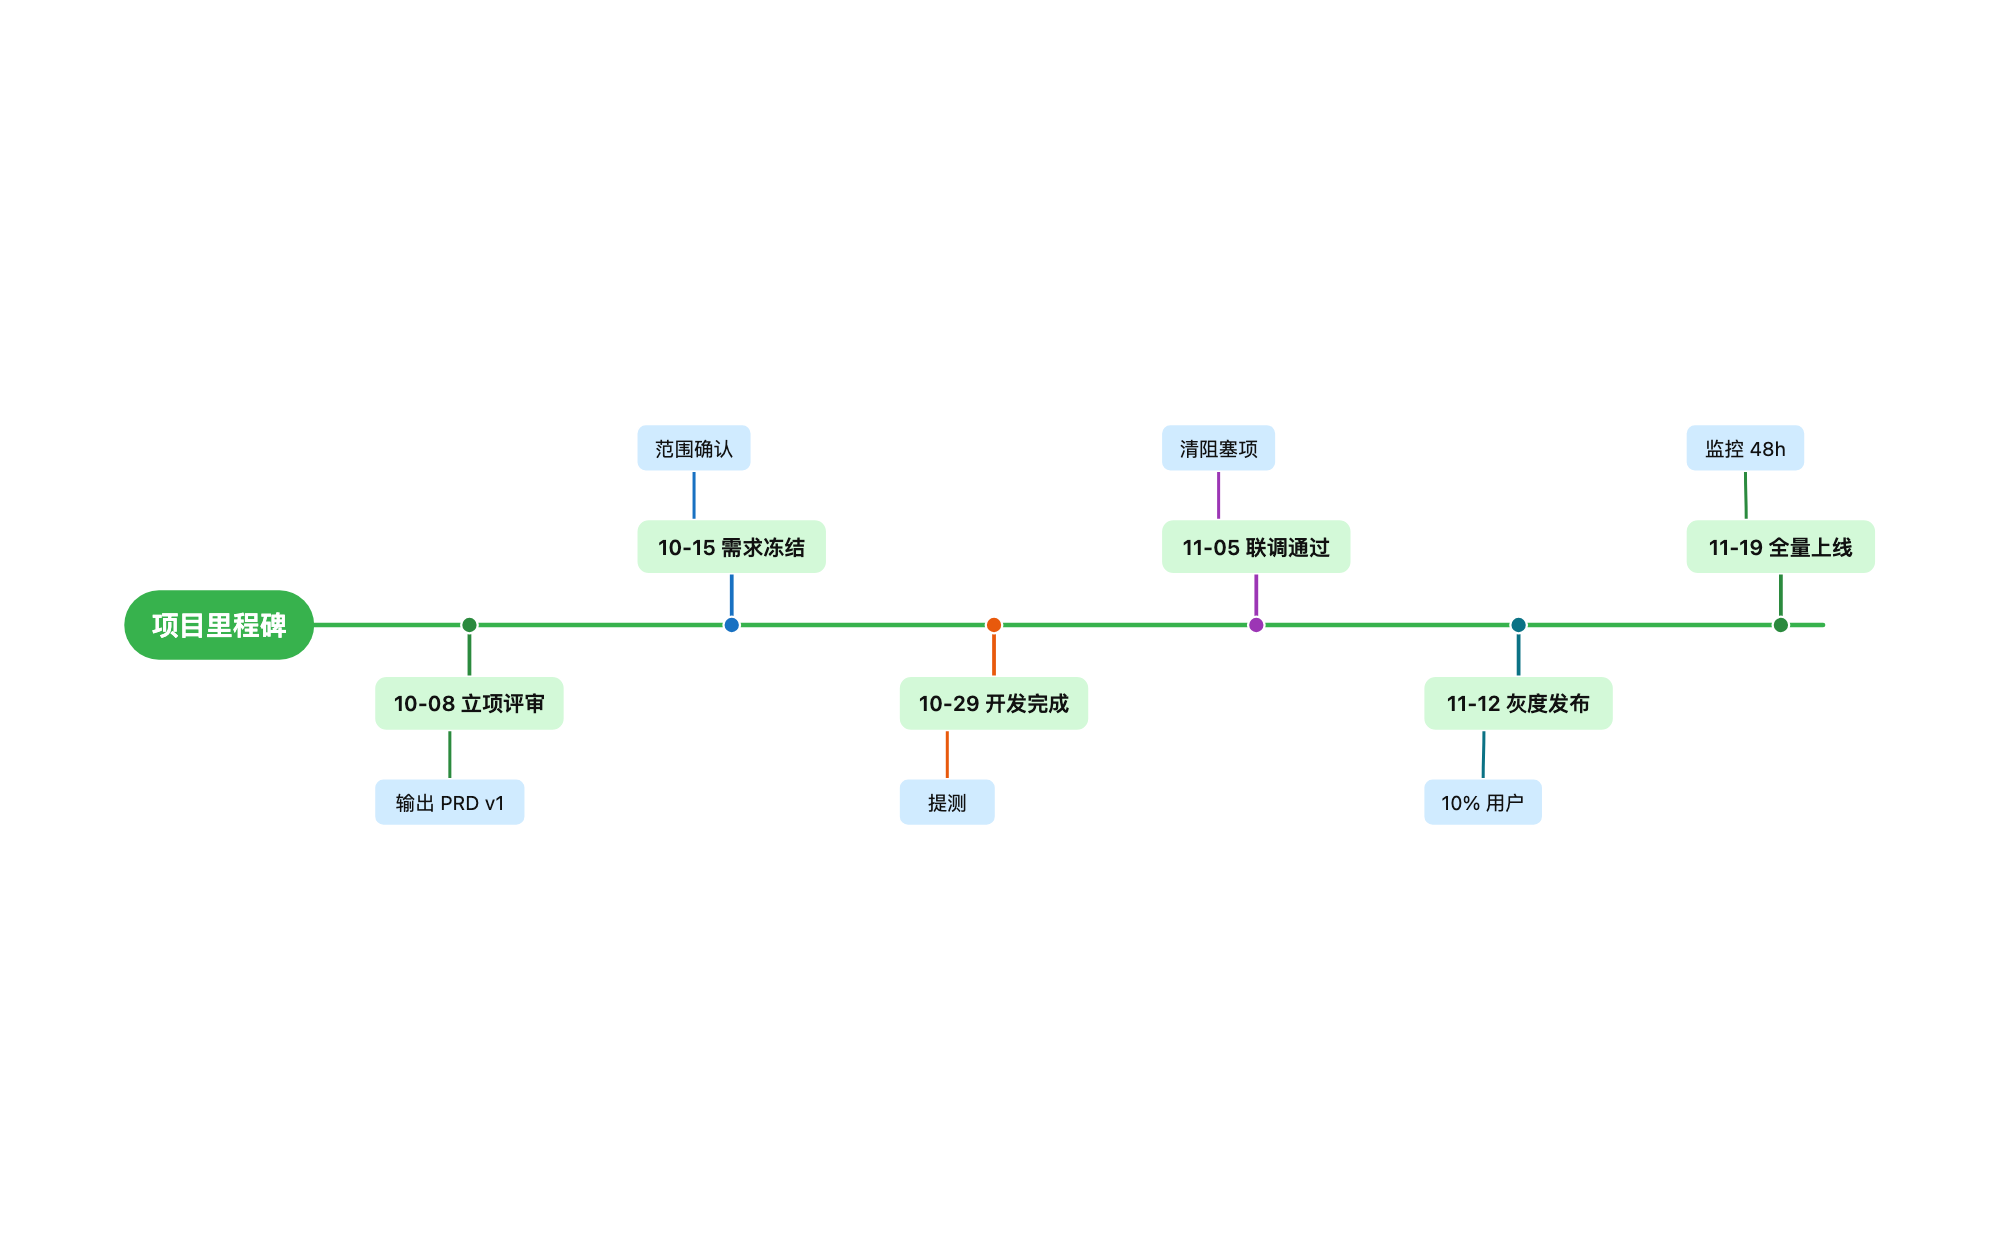 项目里程碑
10-08 立项评审
输出 PRD v1
范围确认
10-15 需求冻结
10-29 开发完成
提测
清阻塞项
11-05 联调通过
11-12 灰度发布
10% 用户
监控 48h
11-19 全量上线